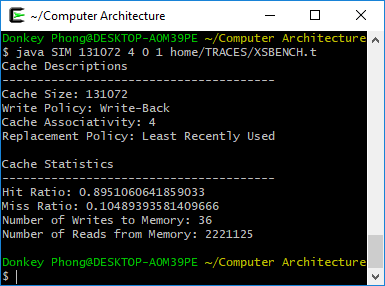 ~/Computer Architecture
Donkey Phong@DESKTOP-AOM39PE ~/Computer Architecture
$ java SIM 131072 4 0 1 home/TRACES/XSBENCH.t
Cache Descriptions
---------------------------------------
Cache Size: 131072
Write Policy: Write-Back
Cache Associativity: 4
Replacement Policy: Least Recently Used
Cache Statistics
---------------------------------------
Hit Ratio: 0.8951060641859033
Miss Ratio: 0.10489393581409666
Number of Writes to Memory: 36
Number of Reads from Memory: 2221125
Donkey Phong@DESKTOP-AOM39PE ~/Computer Architecture
$